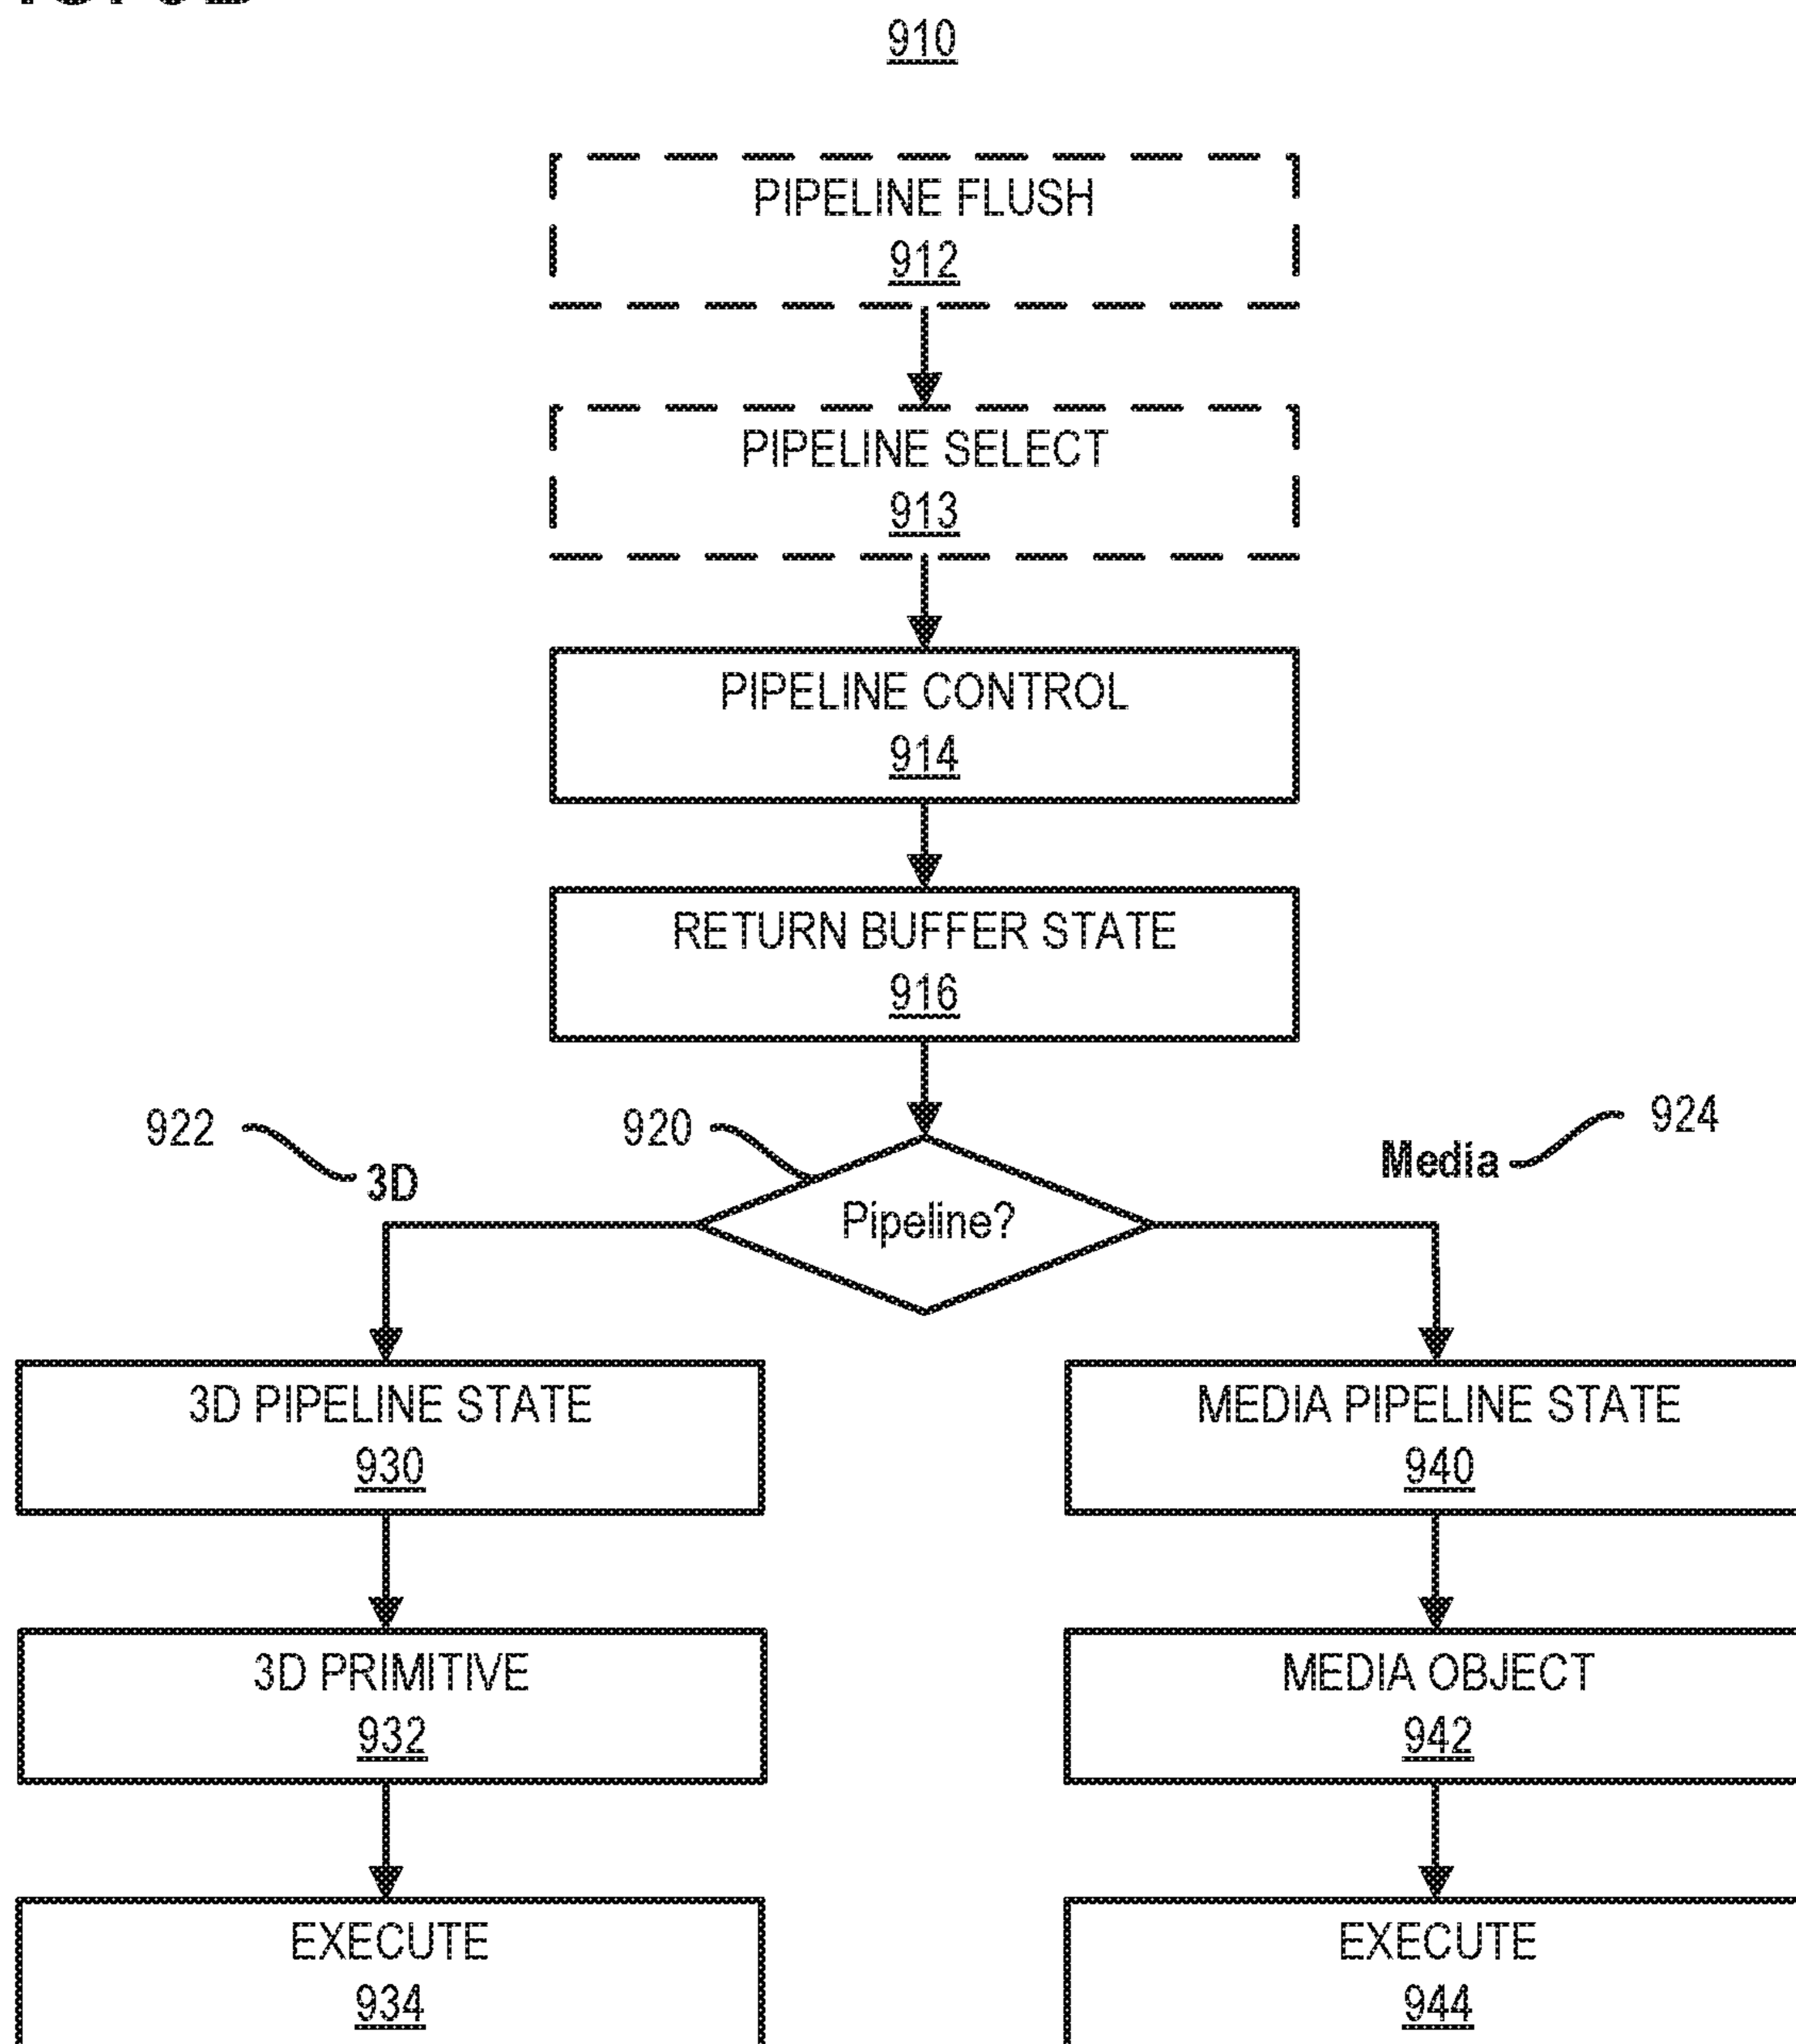 910
PIPELINE FLUSH
912
PIPELINE SELECT
913
PIPELINE CONTROL
914
RETURN BUFFER STATE
916
922
920
924
3D
Media
Pipeline?
3D PIPELINE STATE
930
MEDIA PIPELINE STATE
940
3D PRIMITIVE
932
MEDIA OBJECT
942
EXECUTE
934
EXECUTE
944